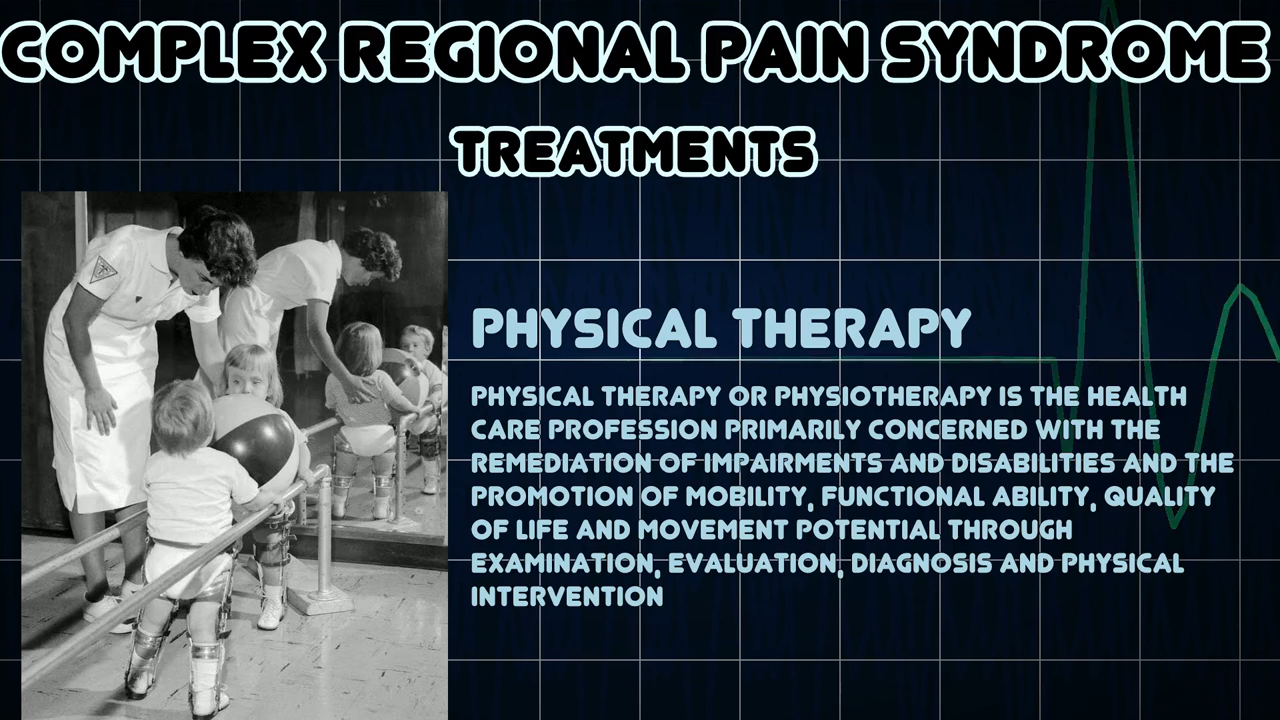 COMPLEX REGIONAL PAIN SYNDROME
TREATMENTS
PHYSICAL THERAPY
PHYSICAL THERAPY OR PHYSIOTHERAPY IS THE HEALTH
CARE PROFESSION PRIMARILY CONCERNED WITH THE
REMEDIATION OF IMPAIRMENTS AND DISABILITIES AND THE
PROMOTION OF MOBILITY, FUNCTIONAL ABILITY, QUALITY
OF LIFE AND MOVEMENT POTENTIAL THROUGH
EXAMINATION, EVALUATION, DIAGNOSIS AND PHYSICAL
INTERVENTION